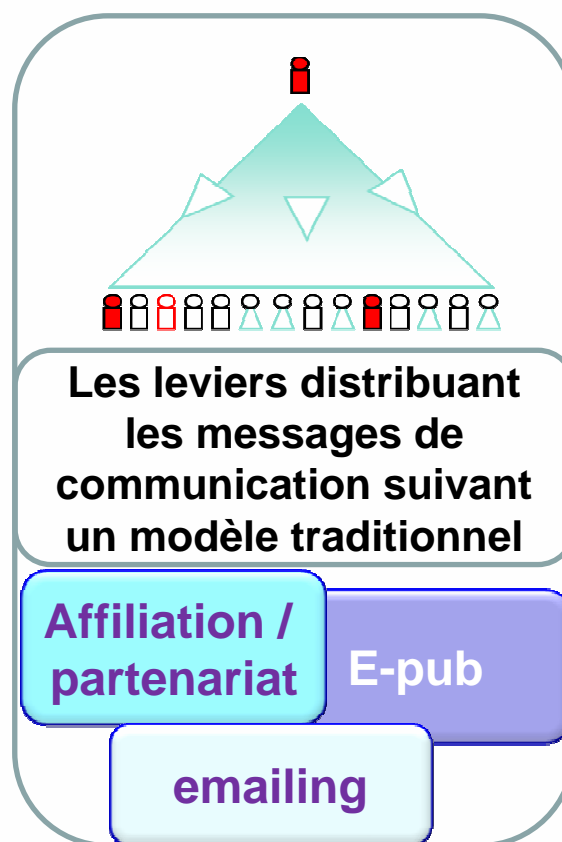 Les leviers distribuant
les messages de
communication suivant
un modèle traditionnel
Affiliation /
partenariat
E-pub
emailing